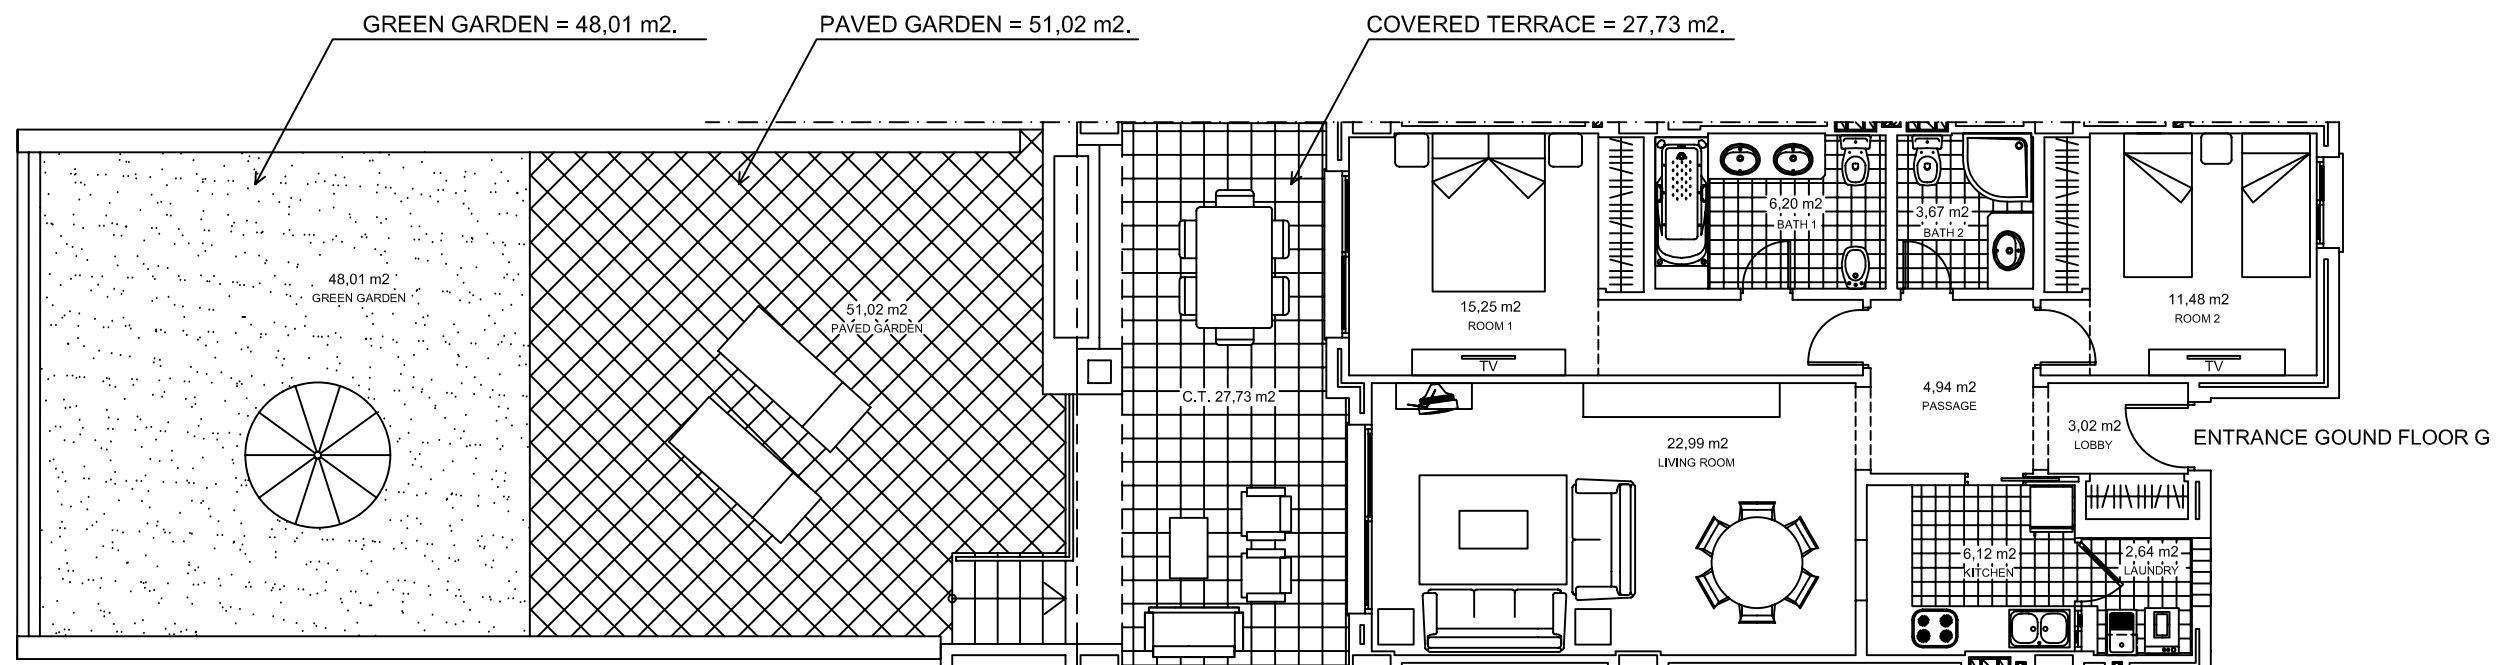 GREEN GARDEN = 48,01 m2.
PAVED GARDEN = 51,02 m2.
COVERED TERRACE = 27,73 m2.
48,01 m2
GREEN GARDEN
51,02 m2
PAVED GARDEN
C.T. 27,73 m2
15,25 m2
ROOM 1
TV
6,20 m2
BATH 1
3,67 m2
BATH 2
11,48 m2
ROOM 2
TV
4,94 m2
PASSAGE
3,02 m2
LOBBY
ENTRANCE GOUND FLOOR G
22,99 m2
LIVING ROOM
6,12 m2
KITCHEN
2,64 m2
LAUNDRY